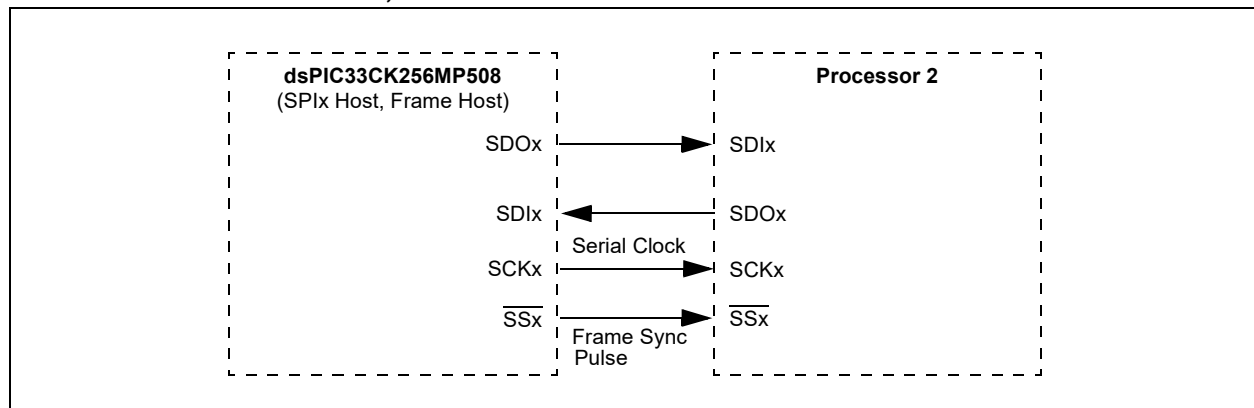 dsPIC33CK256MP508
(SPIx Host, Frame Host)
Processor 2
SDOx
SDIx
SDIx
SDOx
Serial Clock
SCKx
SCKx
SSx
SSx
Frame Sync
Pulse